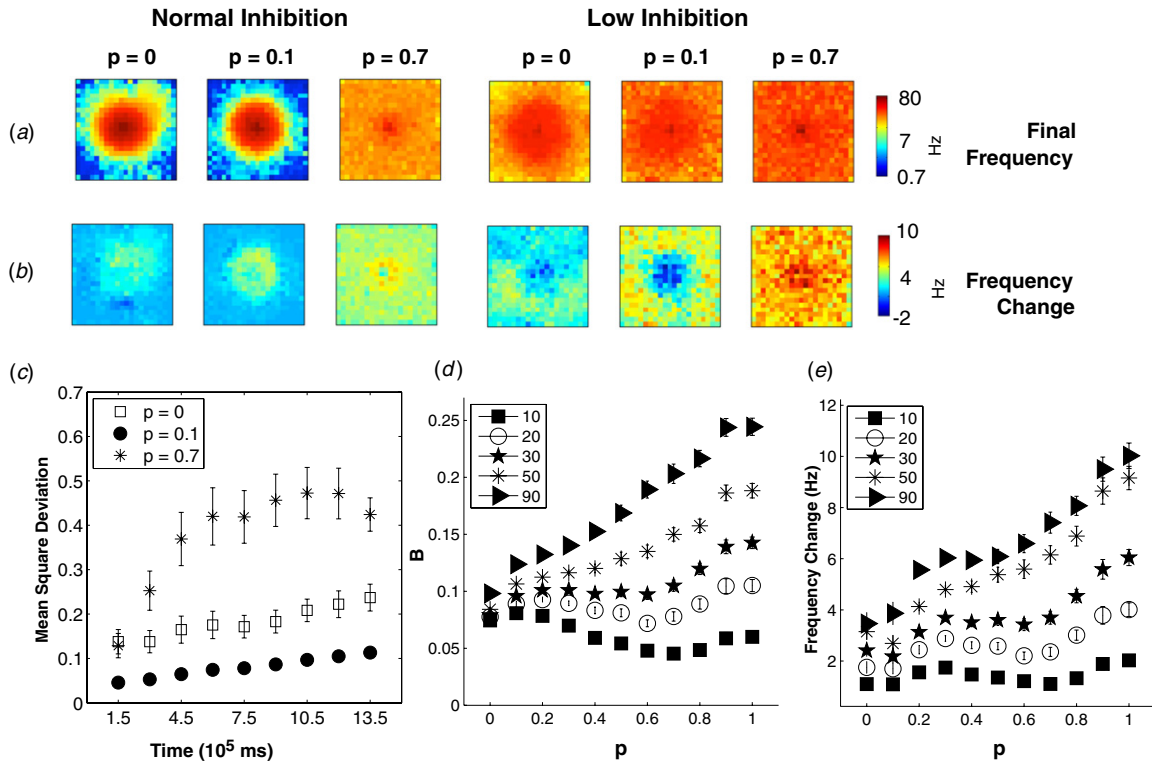 Normal Inhibition
Low Inhibition
p = 0
p = 0.1
p = 0.7
p = 0
p = 0.1
p = 0.7
(a)
80
7
0.7
Hz
Final
Frequency
(b)
10
4
-2
Hz
Frequency
Change
(c)
0.7
0.6
0.5
0.4
0.3
0.2
0.1
0
p = 0
p = 0.1
p = 0.7
Mean Square Deviation
1.5
4.5
7.5
10.5
13.5
Time (10⁵ ms)
(d)
0.25
0.2
0.15
0.1
0.05
0
10
20
30
50
90
B
0
0.2
0.4
0.6
0.8
1
p
(e)
12
10
8
6
4
2
10
20
30
50
90
Frequency Change (Hz)
0
0.2
0.4
0.6
0.8
1
p